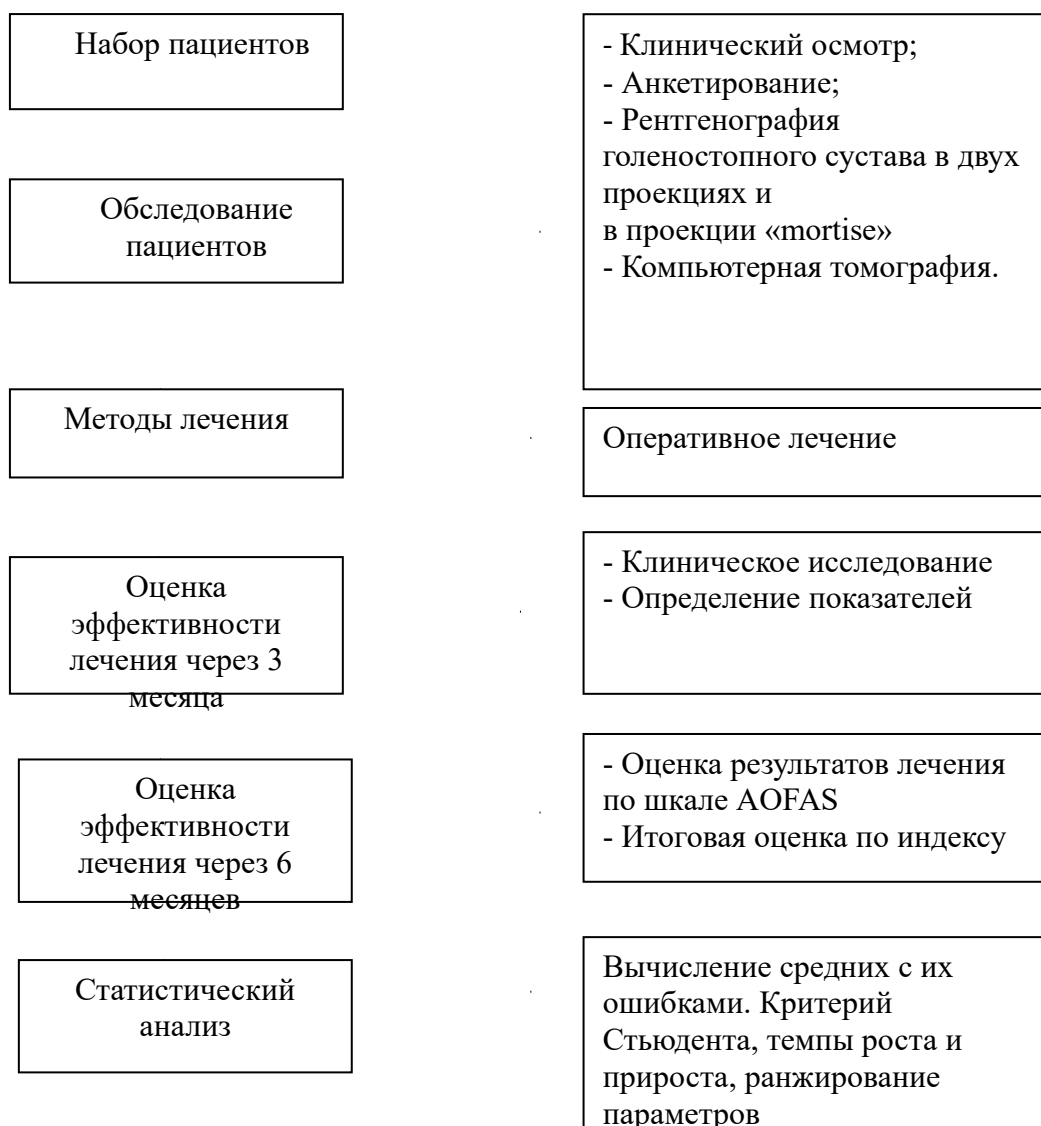 Набор пациентов
- Клинический осмотр;
- Анкетирование;
- Рентгенография
голеностопного сустава в двух
проекциях и
в проекции «mortise»
- Компьютерная томография.
Обследование
пациентов
Методы лечения
Оперативное лечение
Оценка
эффективности
лечения через 3
месяца
- Клиническое исследование
- Определение показателей
Оценка
эффективности
лечения через 6
месяцев
- Оценка результатов лечения
по шкале AOFAS
- Итоговая оценка по индексу
Статистический
анализ
Вычисление средних с их
ошибками. Критерий
Стьюдента, темпы роста и
прироста, ранжирование
параметров